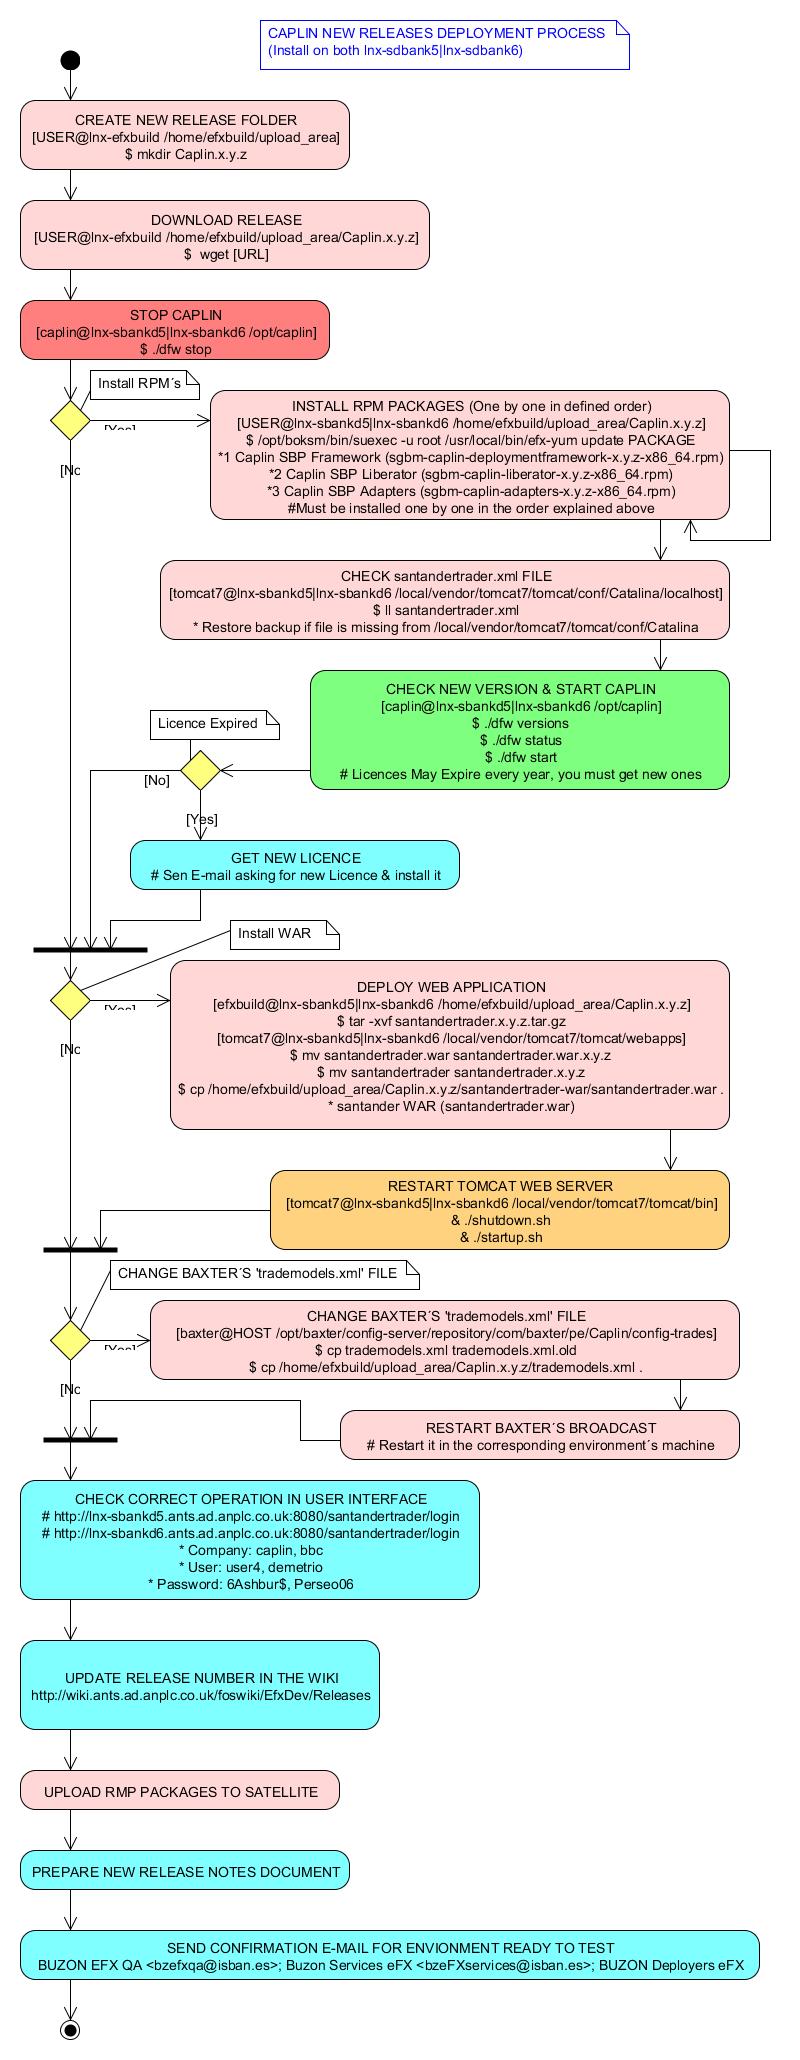 CAPLIN NEW RELEASES DEPLOYMENT PROCESS
(Install on both lnx-sdbank5|lnx-sdbank6)
CREATE NEW RELEASE FOLDER
[USER@lnx-efxbuild /home/efxbuild/upload_area]
$ mkdir Caplin.x.y.z
DOWNLOAD RELEASE
[USER@lnx-efxbuild /home/efxbuild/upload_area/Caplin.x.y.z]
$ wget [URL]
STOP CAPLIN
[caplin@lnx-sbankd5|lnx-sbankd6 /opt/caplin]
$ ./dfw stop
Install RPM´s
[Yes]
[No
INSTALL RPM PACKAGES (One by one in defined order)
[USER@lnx-sbankd5|lnx-sbankd6 /home/efxbuild/upload_area/Caplin.x.y.z]
$ /opt/boksm/bin/suexec -u root /usr/local/bin/efx-yum update PACKAGE
*1 Caplin SBP Framework (sgbm-caplin-deploymentframework-x.y.z-x86_64.rpm)
*2 Caplin SBP Liberator (sgbm-caplin-liberator-x.y.z-x86_64.rpm)
*3 Caplin SBP Adapters (sgbm-caplin-adapters-x.y.z-x86_64.rpm)
#Must be installed one by one in the order explained above
CHECK santandertrader.xml FILE
[tomcat7@lnx-sbankd5|lnx-sbankd6 /local/vendor/tomcat7/tomcat/conf/Catalina/localhost]
$ ll santandertrader.xml
* Restore backup if file is missing from /local/vendor/tomcat7/tomcat/conf/Catalina
CHECK NEW VERSION & START CAPLIN
[caplin@lnx-sbankd5|lnx-sbankd6 /opt/caplin]
$ ./dfw versions
$ ./dfw status
$ ./dfw start
# Licences May Expire every year, you must get new ones
Licence Expired
[No]
[Yes]
GET NEW LICENCE
# Sen E-mail asking for new Licence & install it
Install WAR
[Yes]
[No
DEPLOY WEB APPLICATION
[efxbuild@lnx-sbankd5|lnx-sbankd6 /home/efxbuild/upload_area/Caplin.x.y.z]
$ tar -xvf santandertrader.x.y.z.tar.gz
[tomcat7@lnx-sbankd5|lnx-sbankd6 /local/vendor/tomcat7/tomcat/webapps]
$ mv santandertrader.war santandertrader.war.x.y.z
$ mv santandertrader santandertrader.x.y.z
$ cp /home/efxbuild/upload_area/Caplin.x.y.z/santandertrader-war/santandertrader.war .
* santander WAR (santandertrader.war)
RESTART TOMCAT WEB SERVER
[tomcat7@lnx-sbankd5|lnx-sbankd6 /local/vendor/tomcat7/tomcat/bin]
& ./shutdown.sh
& ./startup.sh
CHANGE BAXTER´S 'trademodels.xml' FILE
[Yes]
[No
CHANGE BAXTER´S 'trademodels.xml' FILE
[baxter@HOST /opt/baxter/config-server/repository/com/baxter/pe/Caplin/config-trades]
$ cp trademodels.xml trademodels.xml.old
$ cp /home/efxbuild/upload_area/Caplin.x.y.z/trademodels.xml .
RESTART BAXTER´S BROADCAST
# Restart it in the corresponding environment´s machine
CHECK CORRECT OPERATION IN USER INTERFACE
# http://lnx-sbankd5.ants.ad.anplc.co.uk:8080/santandertrader/login
# http://lnx-sbankd6.ants.ad.anplc.co.uk:8080/santandertrader/login
* Company: caplin, bbc
* User: user4, demetrio
* Password: 6Ashbur$, Perseo06
UPDATE RELEASE NUMBER IN THE WIKI
http://wiki.ants.ad.anplc.co.uk/foswiki/EfxDev/Releases
UPLOAD RMP PACKAGES TO SATELLITE
PREPARE NEW RELEASE NOTES DOCUMENT
SEND CONFIRMATION E-MAIL FOR ENVIONMENT READY TO TEST
BUZON EFX QA <bzefxqa@isban.es>; Buzon Services eFX <bzeFXservices@isban.es>; BUZON Deployers eFX